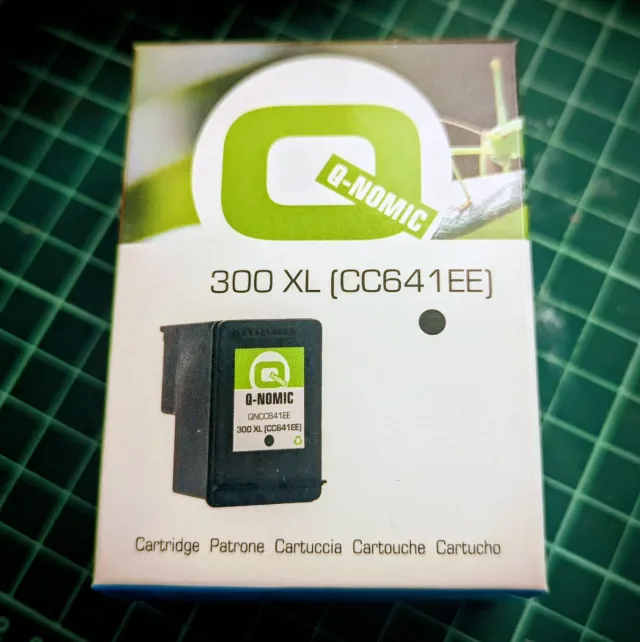 Q-NOMIC
300 XL (CC641EE)
Q-NOMIC
QNCC641EE
300 XL (CC641EE)
Cartridge Patrone Cartuccia Cartouche Cartucho